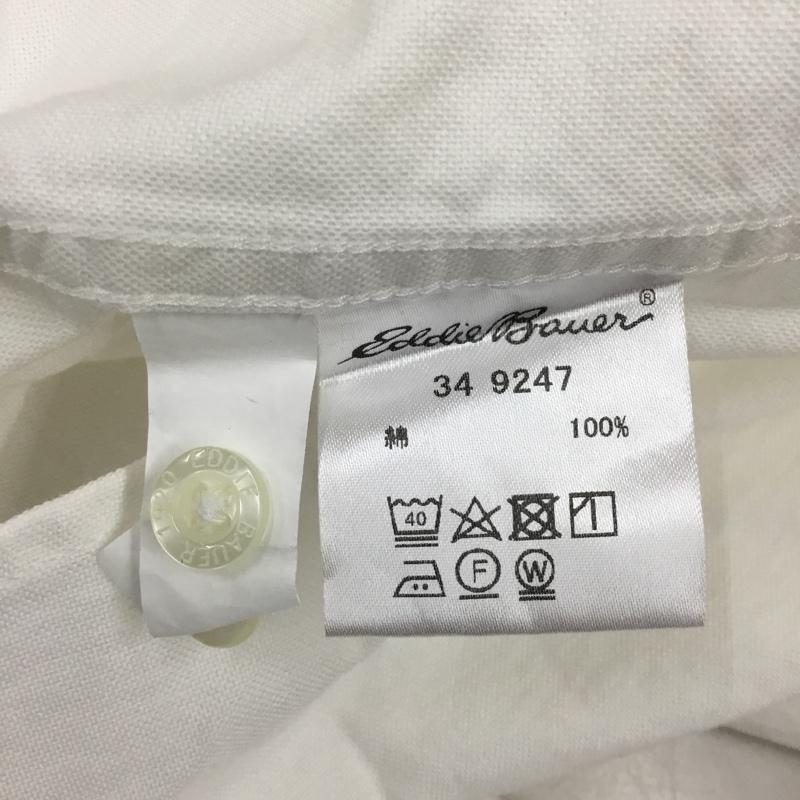 Eddie Bauer®
34 9247
綿 100%
40
F W
1920 EDDIE BAUER